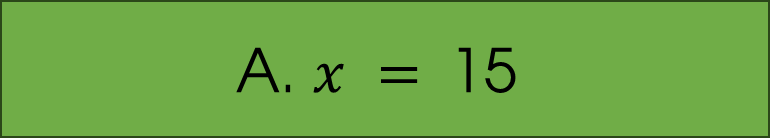 A. x = 15